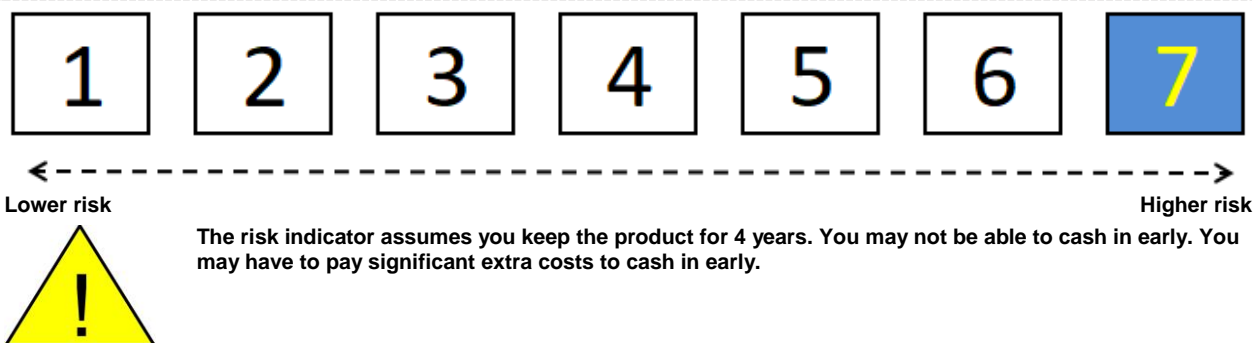 1 2 3 4 5 6 7
Lower risk Higher risk
The risk indicator assumes you keep the product for 4 years. You may not be able to cash in early. You
may have to pay significant extra costs to cash in early.
!